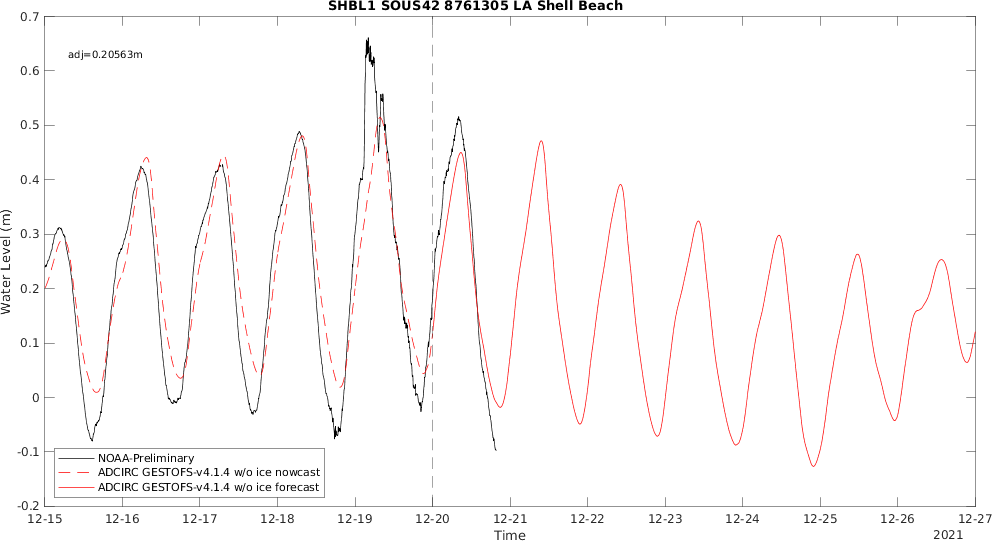 SHBL1 SOUS42 8761305 LA Shell Beach
adj=0.20563m
Water Level (m)
0.7
0.6
0.5
0.4
0.3
0.2
0.1
0
-0.1
-0.2
NOAA-Preliminary
ADCIRC GESTOFS-v4.1.4 w/o ice nowcast
ADCIRC GESTOFS-v4.1.4 w/o ice forecast
12-15 12-16 12-17 12-18 12-19 12-20 12-21 12-22 12-23 12-24 12-25 12-26 12-27
Time
2021